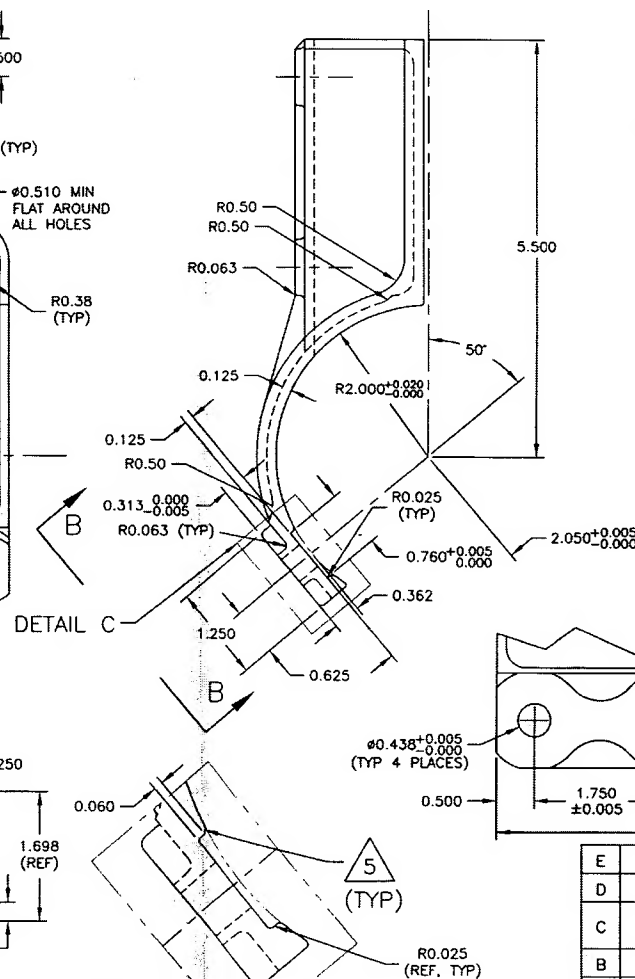 (TYP)
ø0.510 MIN
FLAT AROUND
ALL HOLES
R0.38
(TYP)
R0.50
R0.50
R0.063
5.500
50°
0.125
R2.000+0.020
-0.000
0.125
R0.50
0.313 0.000
-0.005
R0.063 (TYP)
R0.025
(TYP)
0.760+0.005
0.000
2.050+0.005
-0.000
0.362
B
DETAIL C
1.250
0.625
B
ø0.438+0.005
-0.000
(TYP 4 PLACES)
0.500
1.750
±0.005
0.060
1.698
(REF)
5
(TYP)
R0.025
(REF, TYP)
E
D
C
B